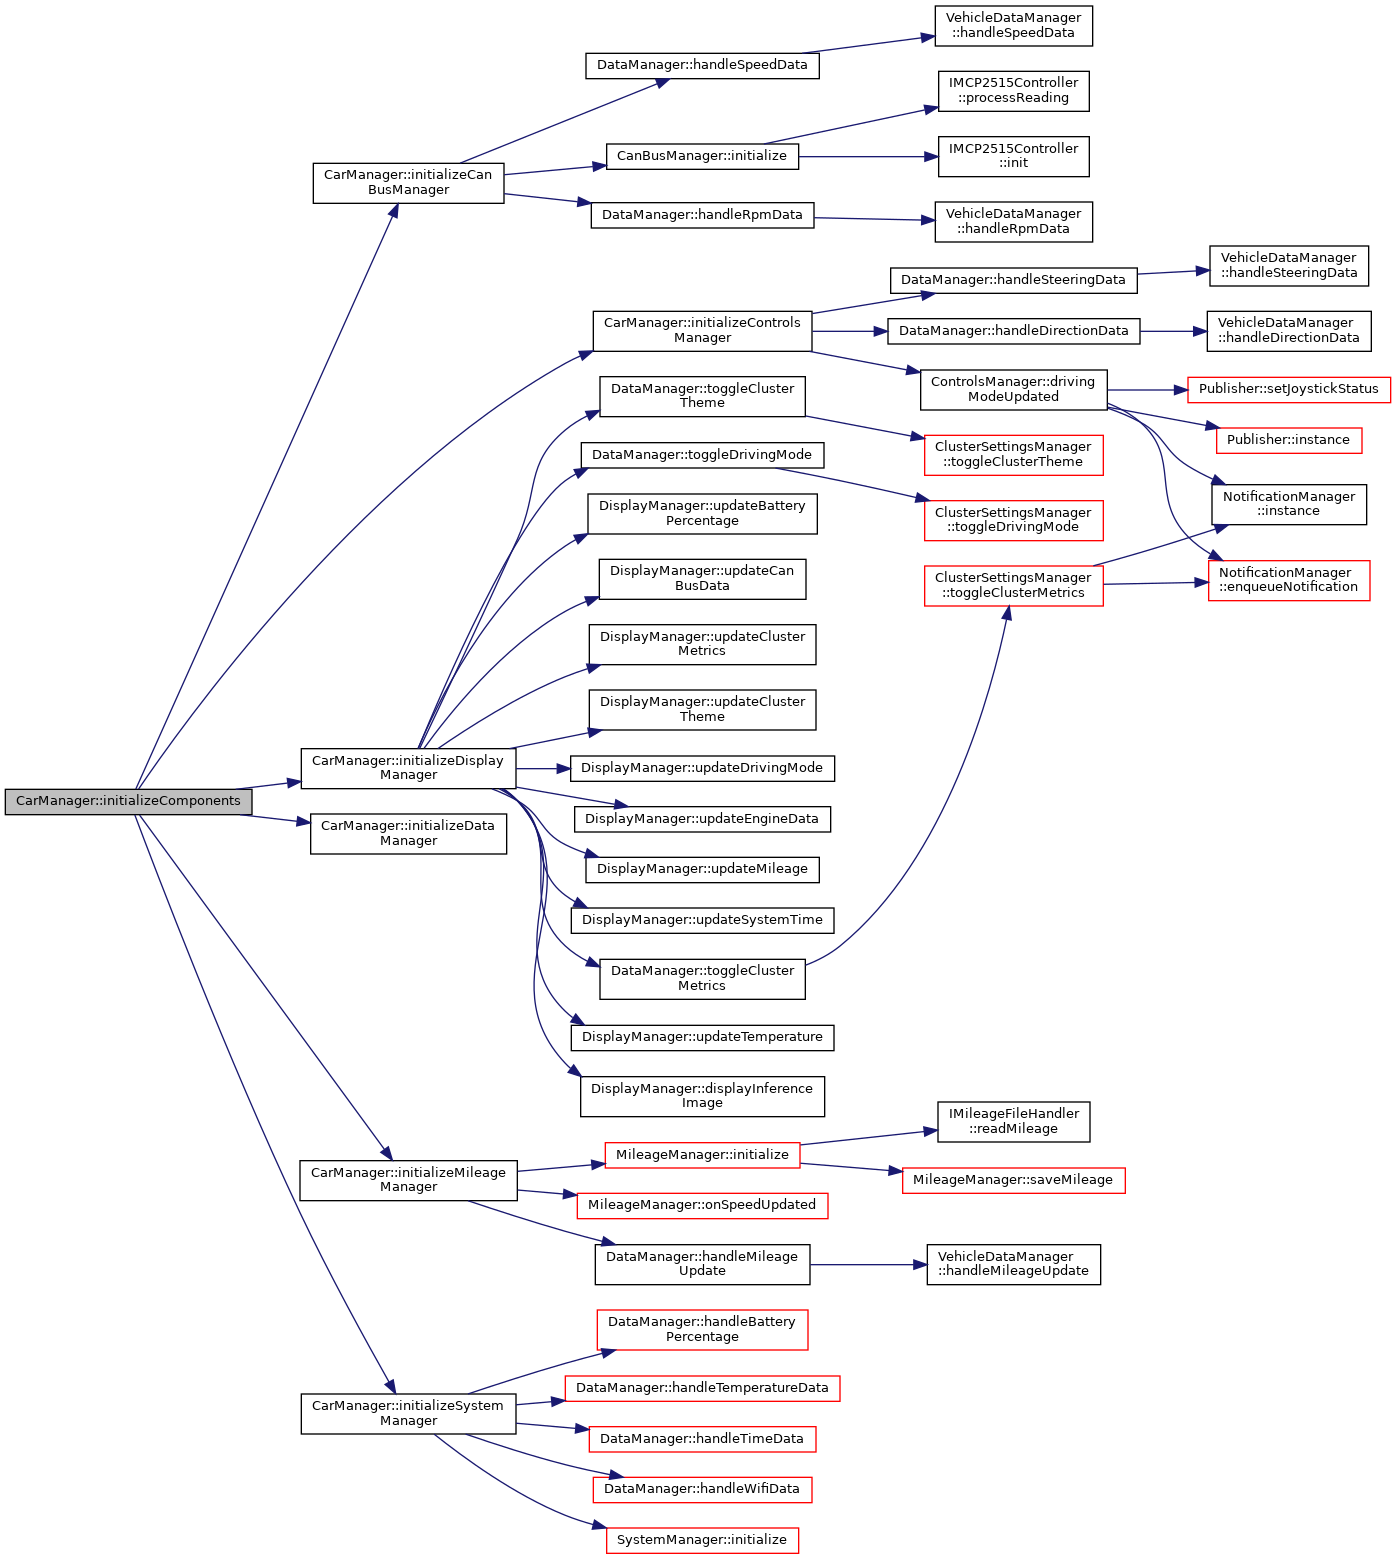 VehicleDataManager
::handleSpeedData
DataManager::handleSpeedData
IMCP2515Controller
::processReading
CanBusManager::initialize
IMCP2515Controller
::init
CarManager::initializeCan
BusManager
DataManager::handleRpmData
VehicleDataManager
::handleRpmData
VehicleDataManager
::handleSteeringData
DataManager::handleSteeringData
CarManager::initializeControls
Manager
DataManager::handleDirectionData
VehicleDataManager
::handleDirectionData
ControlsManager::driving
ModeUpdated
Publisher::setJoystickStatus
DataManager::toggleCluster
Theme
Publisher::instance
ClusterSettingsManager
::toggleClusterTheme
DataManager::toggleDrivingMode
NotificationManager
::instance
DisplayManager::updateBattery
Percentage
ClusterSettingsManager
::toggleDrivingMode
DisplayManager::updateCan
BusData
ClusterSettingsManager
::toggleClusterMetrics
NotificationManager
::enqueueNotification
DisplayManager::updateCluster
Metrics
DisplayManager::updateCluster
Theme
CarManager::initializeDisplay
Manager
DisplayManager::updateDrivingMode
CarManager::initializeComponents
DisplayManager::updateEngineData
CarManager::initializeData
Manager
DisplayManager::updateMileage
DisplayManager::updateSystemTime
DataManager::toggleCluster
Metrics
DisplayManager::updateTemperature
DisplayManager::displayInference
Image
IMileageFileHandler
::readMileage
MileageManager::initialize
CarManager::initializeMileage
Manager
MileageManager::saveMileage
MileageManager::onSpeedUpdated
DataManager::handleMileage
Update
VehicleDataManager
::handleMileageUpdate
DataManager::handleBattery
Percentage
DataManager::handleTemperatureData
CarManager::initializeSystem
Manager
DataManager::handleTimeData
DataManager::handleWifiData
SystemManager::initialize